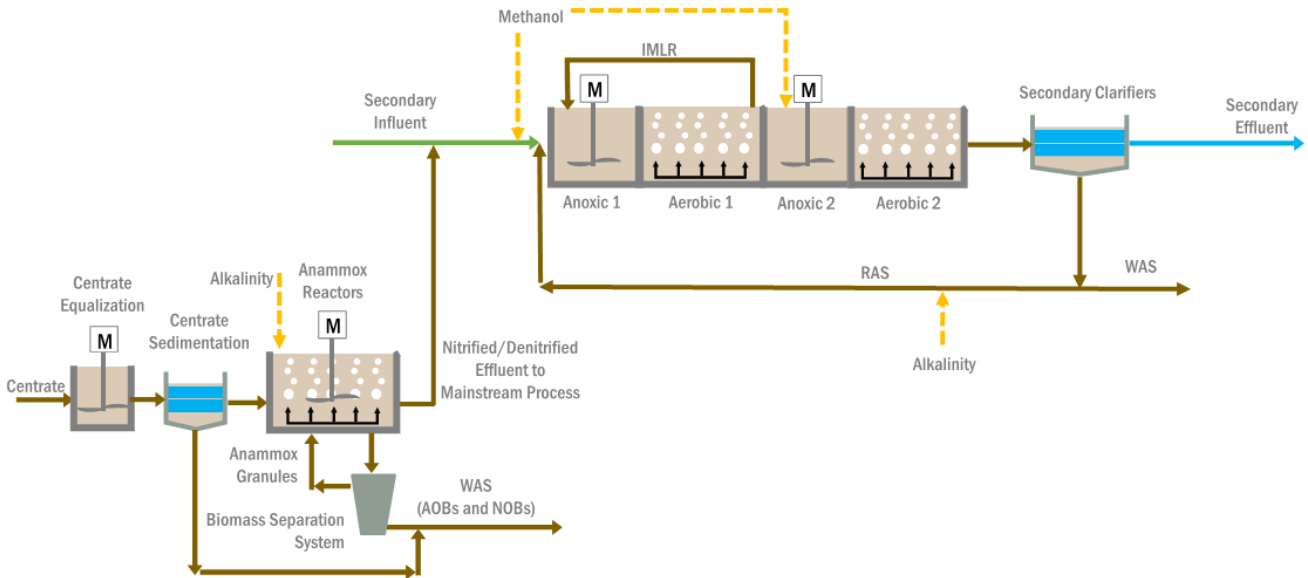 Methanol
IMLR
M
M
Secondary
Influent
Secondary Clarifiers
Secondary
Effluent
Anoxic 1
Aerobic 1
Anoxic 2
Aerobic 2
RAS
WAS
Alkalinity
Centrate
Equalization
M
Centrate
Sedimentation
Alkalinity
Anammox
Reactors
M
Centrate
Nitrified/Denitrified
Effluent to
Mainstream Process
Anammox
Granules
Biomass Separation
System
WAS
(AOBs and NOBs)